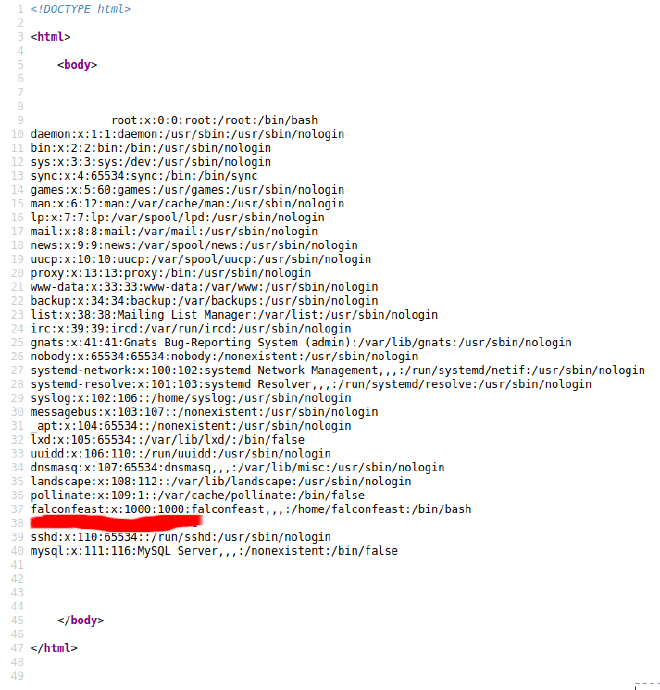 1 <!DOCTYPE html>
2
3 <html>
4
5 <body>
6
7
8
9 root:x:0:0:root:/root:/bin/bash
10 daemon:x:1:1:daemon:/usr/sbin:/usr/sbin/nologin
11 bin:x:2:2:bin:/bin:/usr/sbin/nologin
12 sys:x:3:3:sys:/dev:/usr/sbin/nologin
13 sync:x:4:65534:sync:/bin:/bin/sync
14 games:x:5:60:games:/usr/games:/usr/sbin/nologin
15 man:x:6:12:man:/var/cache/man:/usr/sbin/nologin
16 lp:x:7:7:lp:/var/spool/lpd:/usr/sbin/nologin
17 mail:x:8:8:mail:/var/mail:/usr/sbin/nologin
18 news:x:9:9:news:/var/spool/news:/usr/sbin/nologin
19 uucp:x:10:10:uucp:/var/spool/uucp:/usr/sbin/nologin
20 proxy:x:13:13:proxy:/bin:/usr/sbin/nologin
21 www-data:x:33:33:www-data:/var/www:/usr/sbin/nologin
22 backup:x:34:34:backup:/var/backups:/usr/sbin/nologin
23 list:x:38:38:Mailing List Manager:/var/list:/usr/sbin/nologin
24 irc:x:39:39:ircd:/var/run/ircd:/usr/sbin/nologin
25 gnats:x:41:41:Gnats Bug-Reporting System (admin):/var/lib/gnats:/usr/sbin/nologin
26 nobody:x:65534:65534:nobody:/nonexistent:/usr/sbin/nologin
27 systemd-network:x:100:102:systemd Network Management,,,:/run/systemd/netif:/usr/sbin/nologin
28 systemd-resolve:x:101:103:systemd Resolver,,,:/run/systemd/resolve:/usr/sbin/nologin
29 syslog:x:102:106::/home/syslog:/usr/sbin/nologin
30 messagebus:x:103:107::/nonexistent:/usr/sbin/nologin
31 _apt:x:104:65534::/nonexistent:/usr/sbin/nologin
32 lxd:x:105:65534::/var/lib/lxd/:/bin/false
33 uuidd:x:106:110::/run/uuidd:/usr/sbin/nologin
34 dnsmasq:x:107:65534:dnsmasq,,,:/var/lib/misc:/usr/sbin/nologin
35 landscape:x:108:112::/var/lib/landscape:/usr/sbin/nologin
36 pollinate:x:109:1::/var/cache/pollinate:/bin/false
37 falconfeast:x:1000:1000:falconfeast,,,:/home/falconfeast:/bin/bash
38
39 sshd:x:110:65534::/run/sshd:/usr/sbin/nologin
40 mysql:x:111:116:MySQL Server,,,:/nonexistent:/bin/false
41
42
43
44
45 </body>
46
47 </html>
48
49